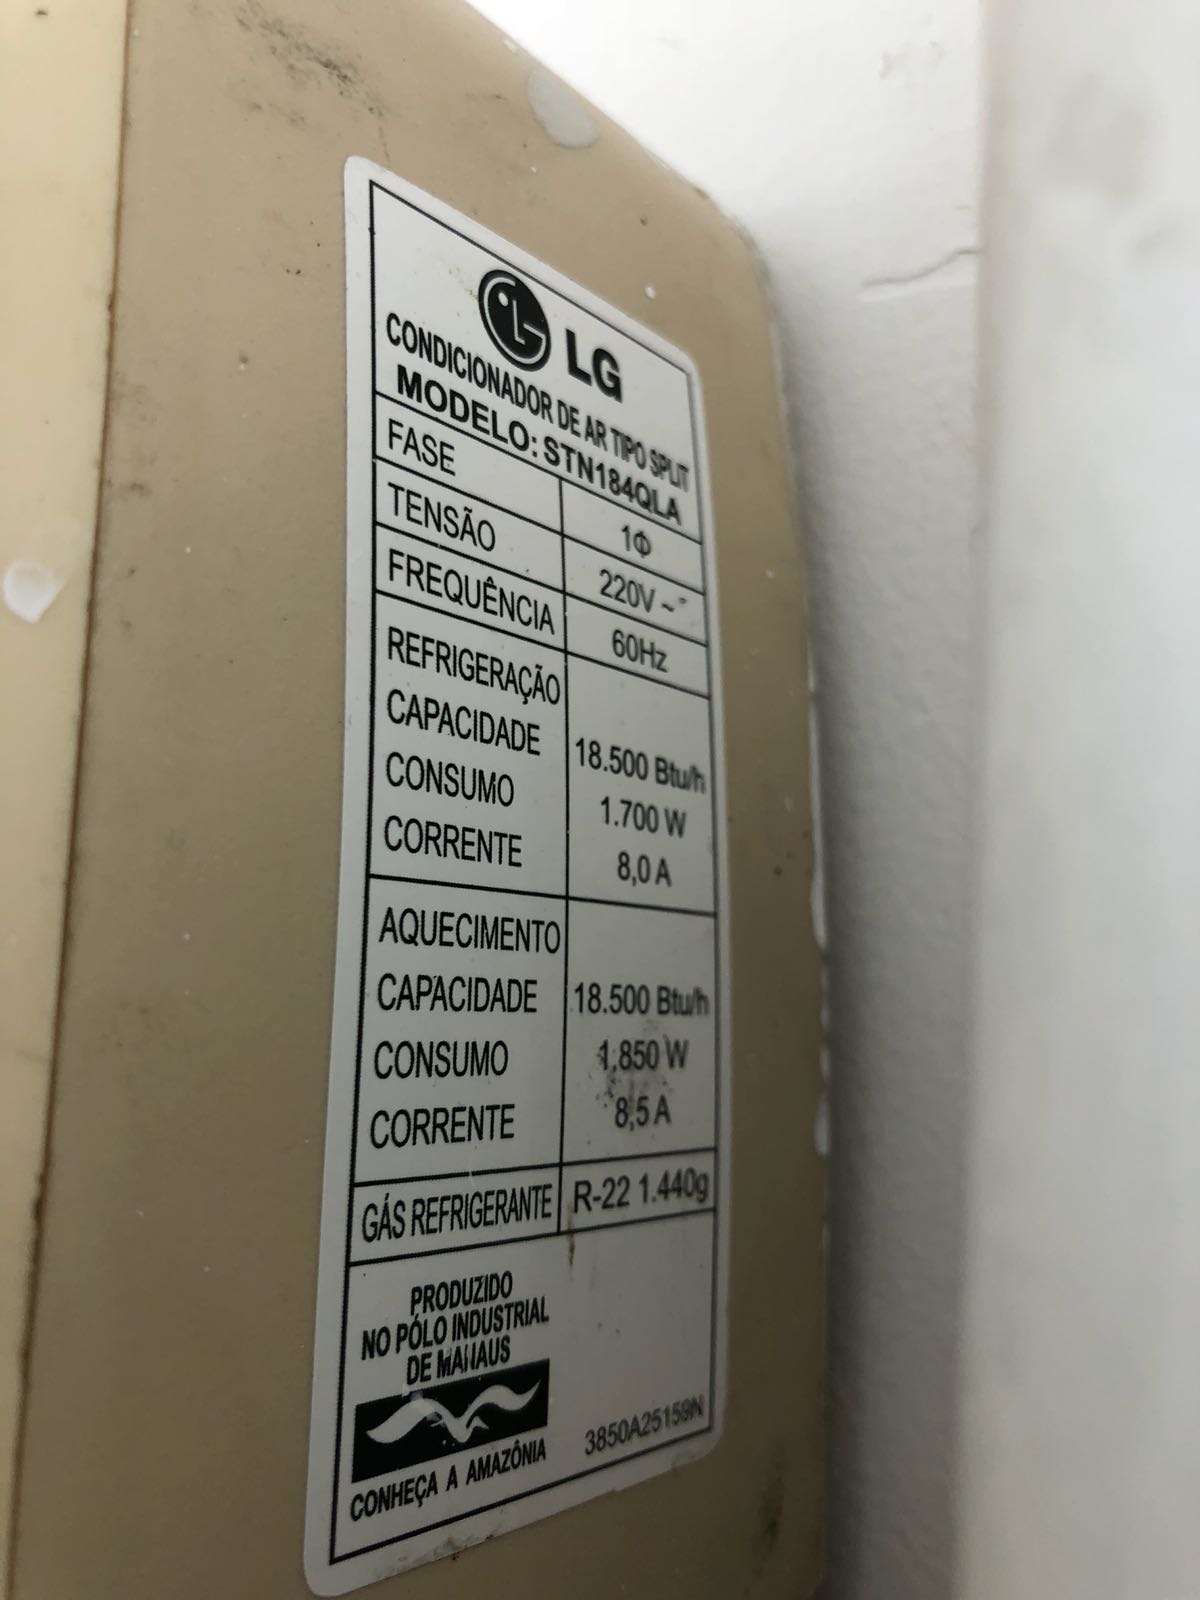 LG
CONDICIONADOR DE AR TIPO SPLIT
MODELO: STN184QLA
FASE 1Φ
TENSÃO 220V ~
FREQUÊNCIA 60Hz
REFRIGERAÇÃO
CAPACIDADE 18.500 Btu/h
CONSUMO 1.700 W
CORRENTE 8,0 A
AQUECIMENTO
CAPACIDADE 18.500 Btu/h
CONSUMO 1.850 W
CORRENTE 8,5 A
GÁS REFRIGERANTE R-22 1.440g
PRODUZIDO
NO PÓLO INDUSTRIAL
DE MANAUS
CONHEÇA A AMAZÔNIA
3850A25159N